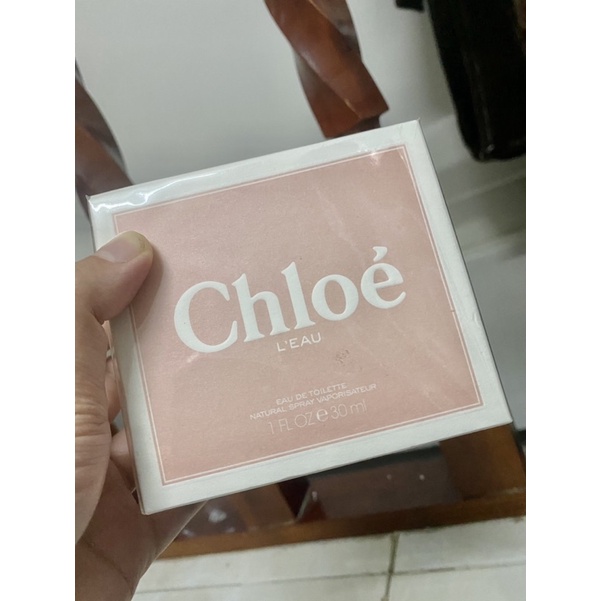 Chloé
L'EAU
EAU DE TOILETTE
NATURAL SPRAY VAPORISATEUR
1 FL OZ ℮ 30 ml